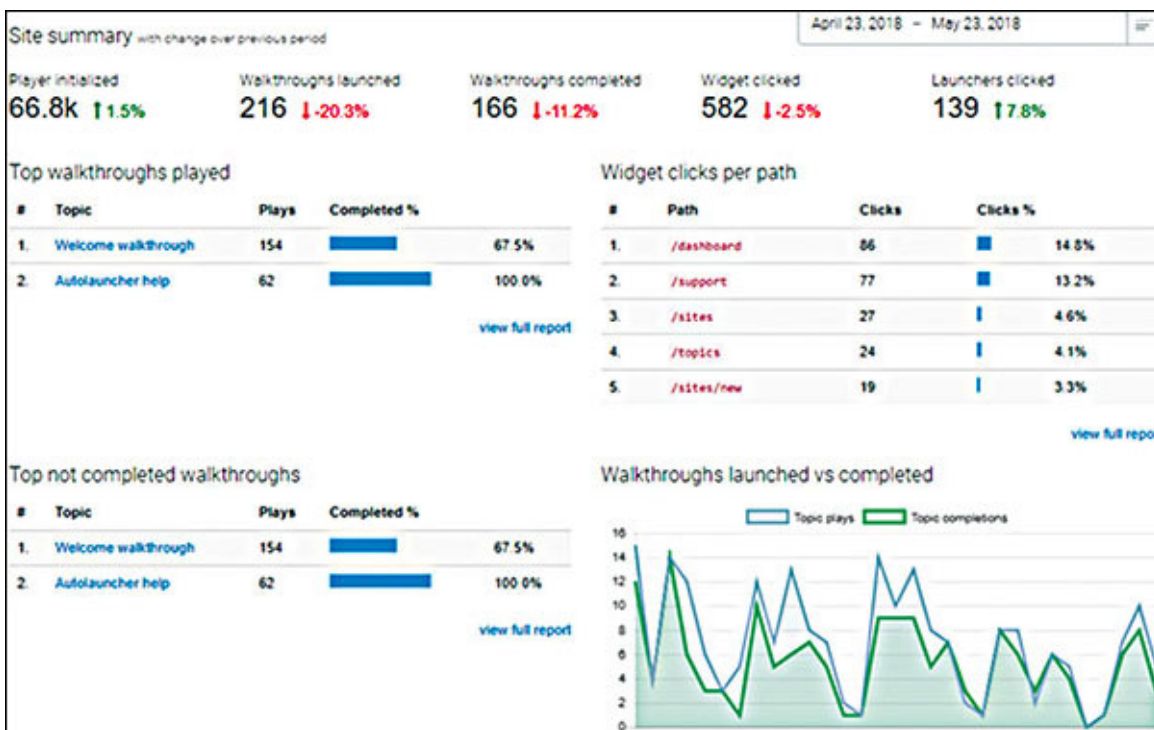 Site summary with change over previous period
April 23, 2018 – May 23, 2018
Player initialized
66.8k ↑1.5%
Walkthroughs launched
216 ↓-20.3%
Walkthroughs completed
166 ↓-11.2%
Widget clicked
582 ↓-2.5%
Launchers clicked
139 ↑7.8%
Top walkthroughs played
# Topic Plays Completed %
1. Welcome walkthrough 154 67.5%
2. Autolauncher help 62 100.0%
view full report
Widget clicks per path
# Path Clicks Clicks %
1. /dashboard 86 14.8%
2. /support 77 13.2%
3. /sites 27 4.6%
4. /topics 24 4.1%
5. /sites/new 19 3.3%
view full repo
Top not completed walkthroughs
# Topic Plays Completed %
1. Welcome walkthrough 154 67.5%
2. Autolauncher help 62 100.0%
view full report
Walkthroughs launched vs completed
Topic plays Topic completions
16
14
12
10
8
6
4
2
0